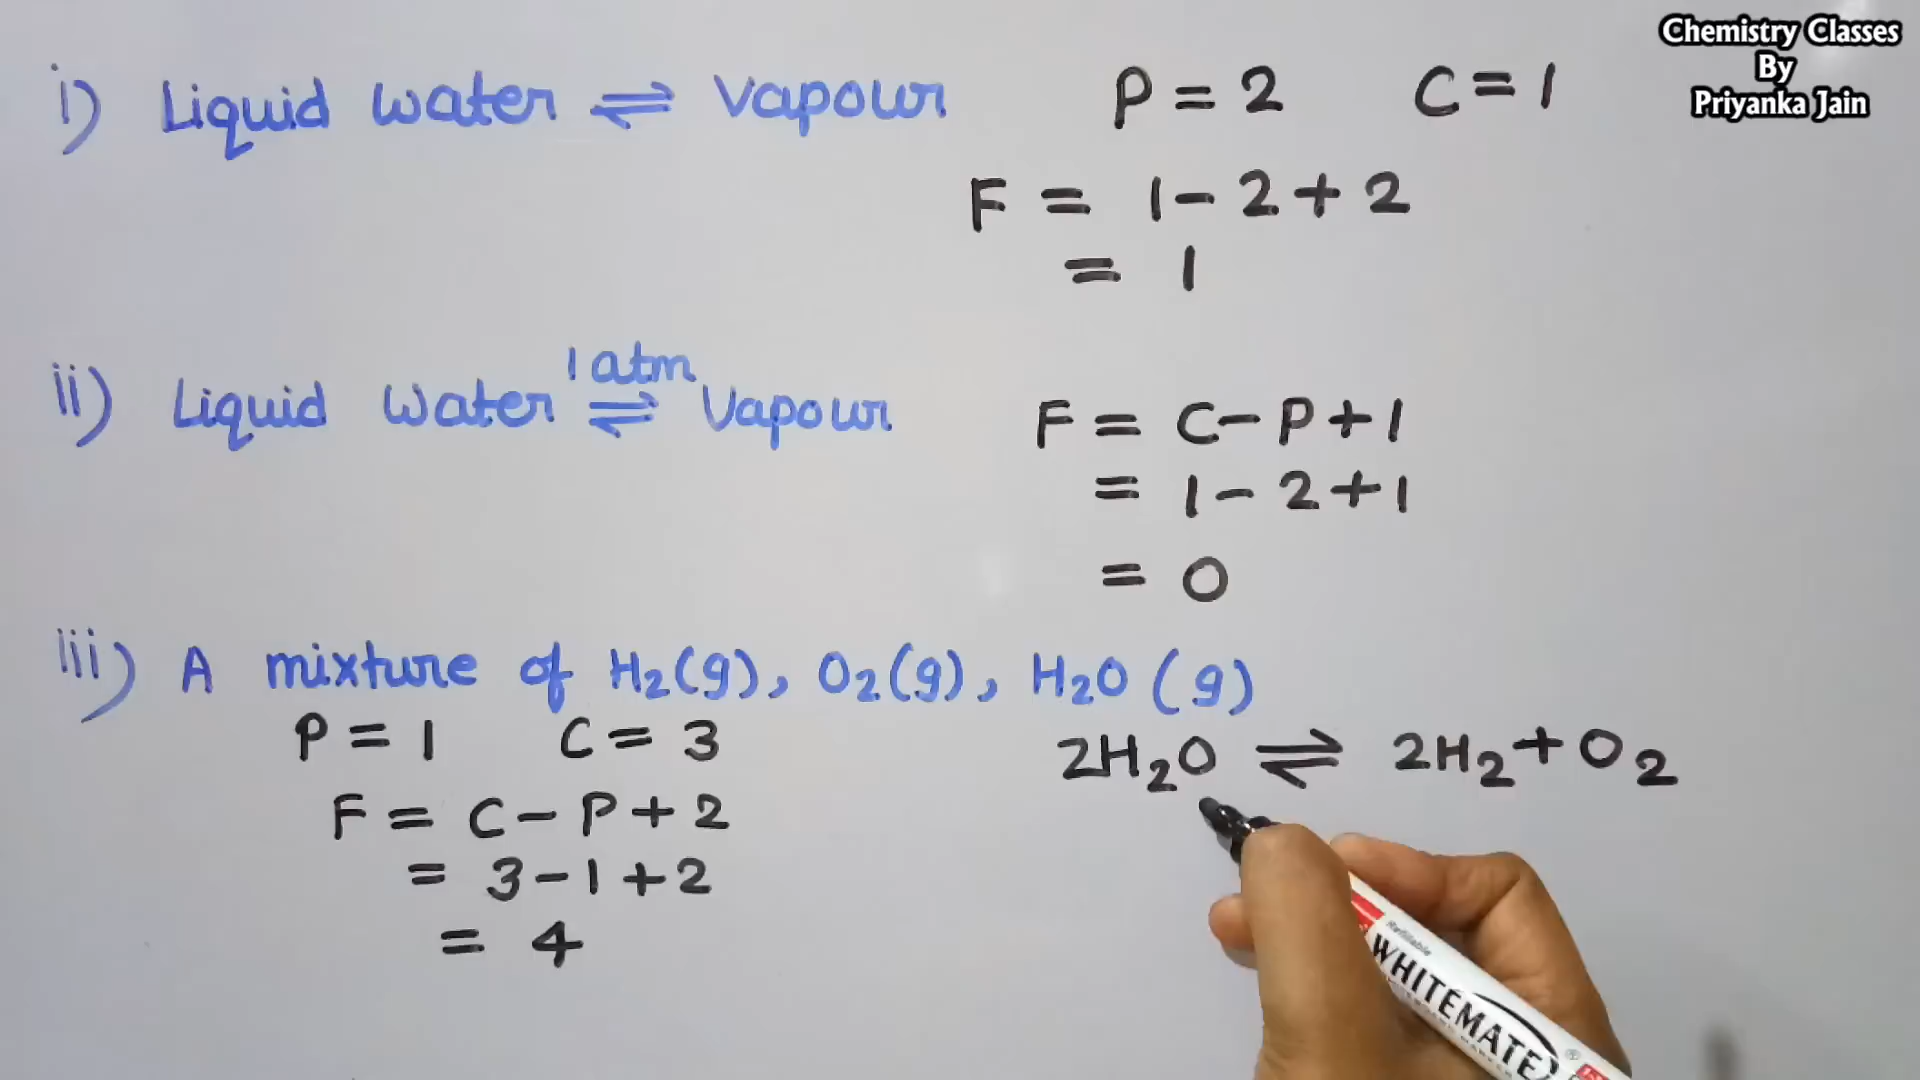 Chemistry Classes
By
Priyanka Jain
i) Liquid water ⇌ Vapour P = 2 C = 1
F = 1 - 2 + 2
= 1
ii) Liquid Water 1 atm ⇌ Vapour F = C - P + 1
= 1 - 2 + 1
= 0
iii) A mixture of H₂(g), O₂(g), H₂O (g)
P = 1 C = 3 2H₂O ⇌ 2H₂ + O₂
F = C - P + 2
= 3 - 1 + 2
= 4
Refillable
WHITEMATE